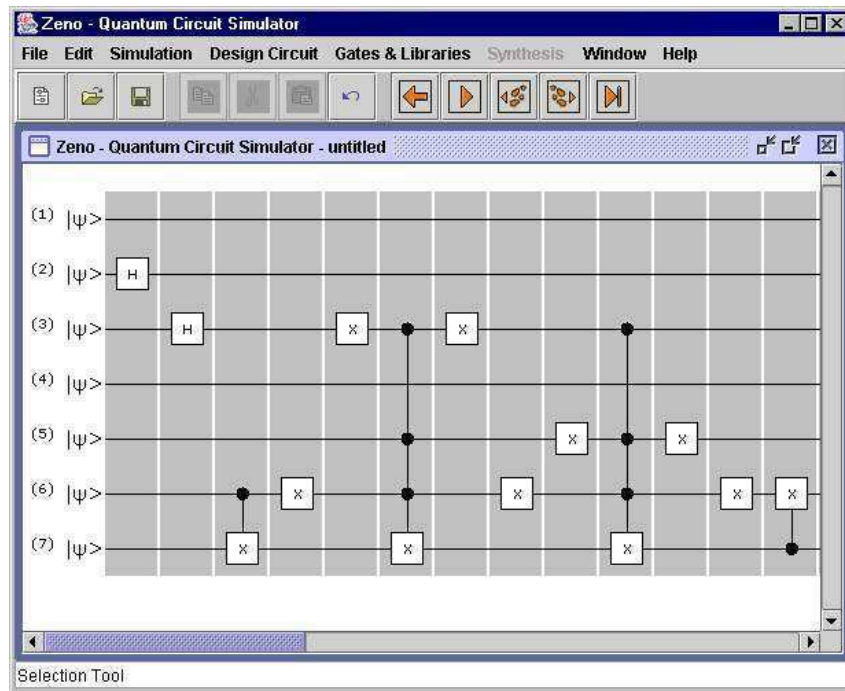 Zeno - Quantum Circuit Simulator
File Edit Simulation Design Circuit Gates & Libraries Synthesis Window Help
Zeno - Quantum Circuit Simulator - untitled
(1) |ψ>
(2) |ψ> H
(3) |ψ> H X X
(4) |ψ>
(5) |ψ> X X
(6) |ψ> X X X X
(7) |ψ> X X X
Selection Tool